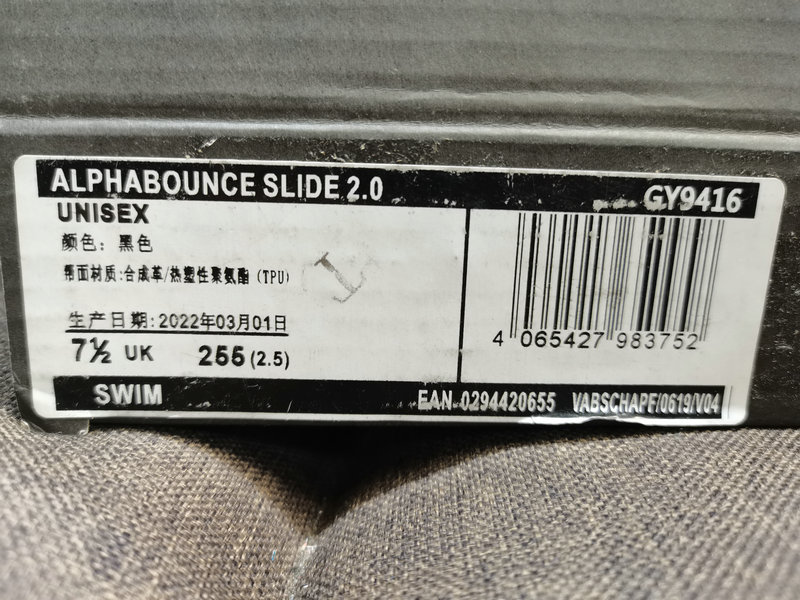 ALPHABOUNCE SLIDE 2.0
GY9416
UNISEX
颜色：黑色
帮面材质:合成革/热塑性聚氨酯（TPU）
生产日期:2022年03月01日
7½ UK 255(2.5)
4 065427 983752
SWIM
EAN 0294420655 VABSCHAPF/0619/V04